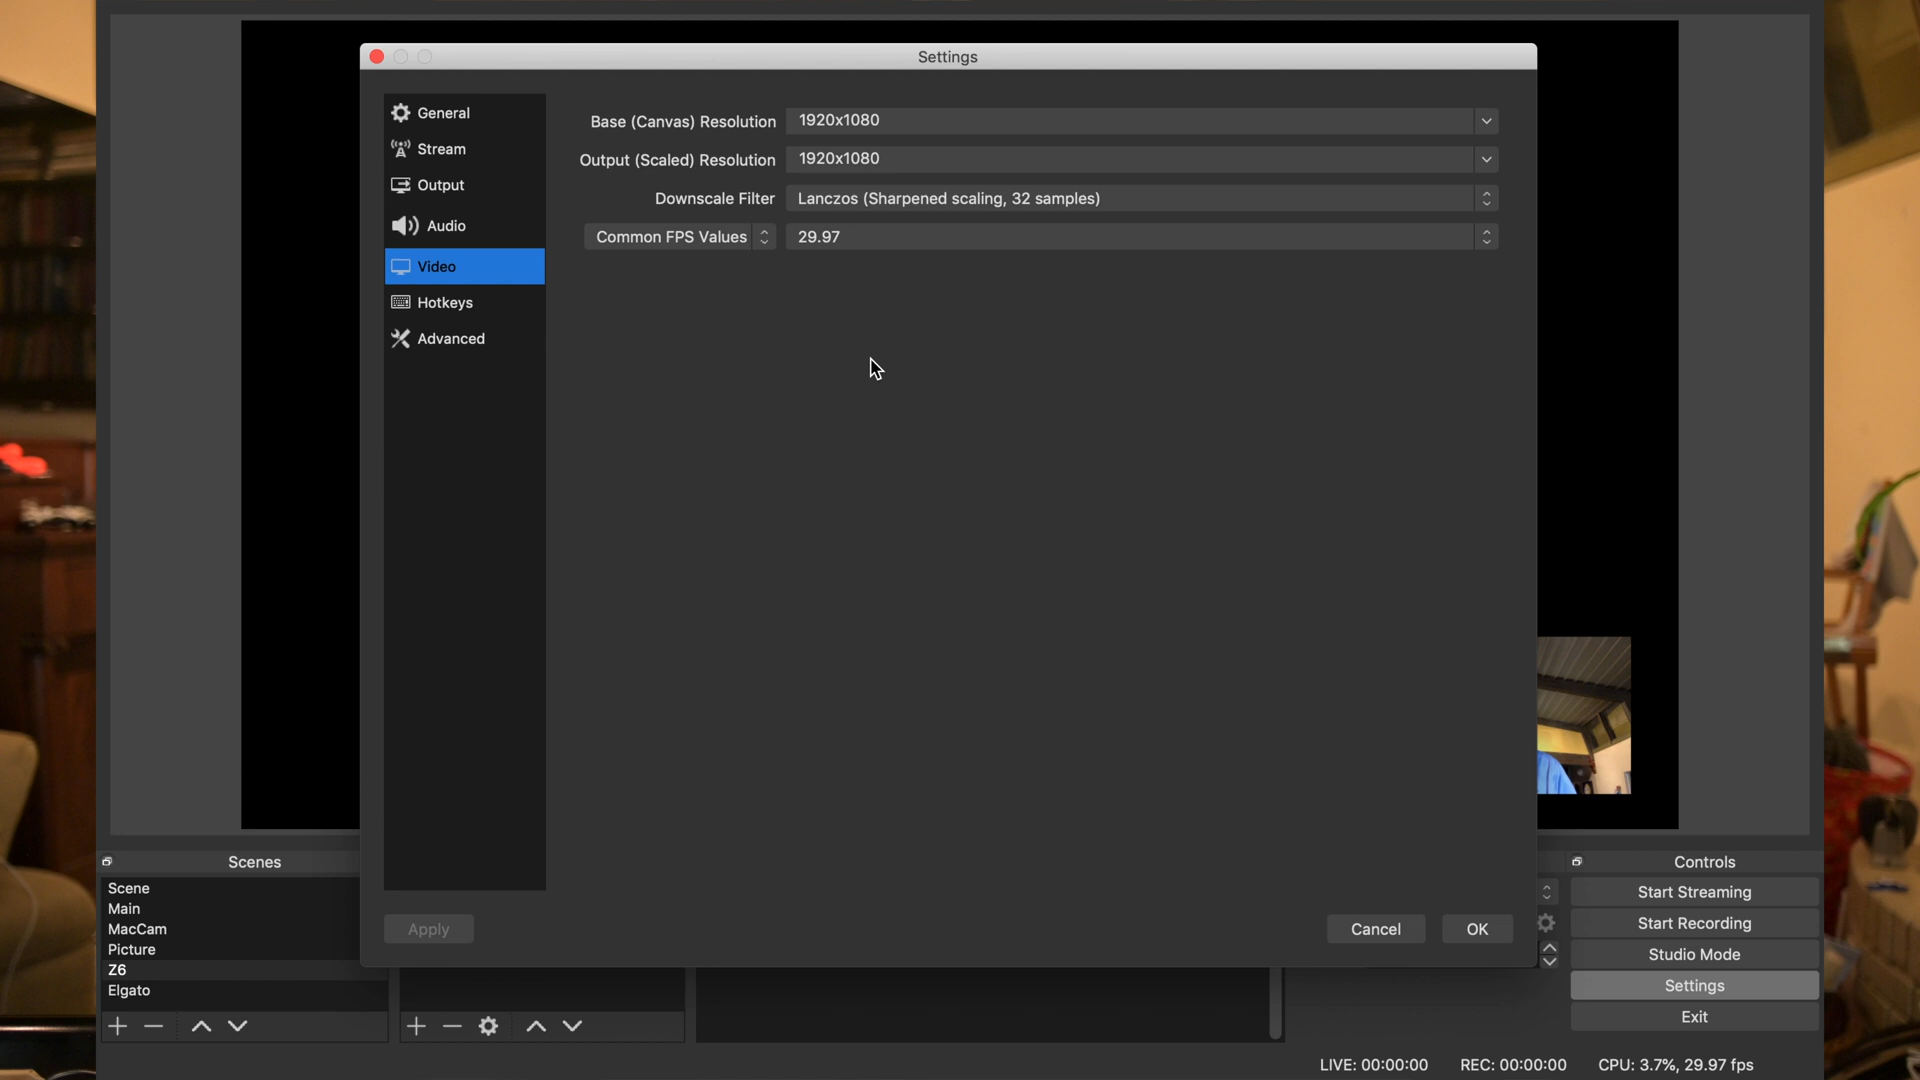 Settings
General
Stream
Output
Audio
Video
Hotkeys
Advanced
Base (Canvas) Resolution 1920x1080
Output (Scaled) Resolution 1920x1080
Downscale Filter Lanczos (Sharpened scaling, 32 samples)
Common FPS Values 29.97
Apply
Cancel
OK
Scenes
Scene
Main
MacCam
Picture
Z6
Elgato
Controls
Start Streaming
Start Recording
Studio Mode
Settings
Exit
LIVE: 00:00:00 REC: 00:00:00 CPU: 3.7%, 29.97 fps